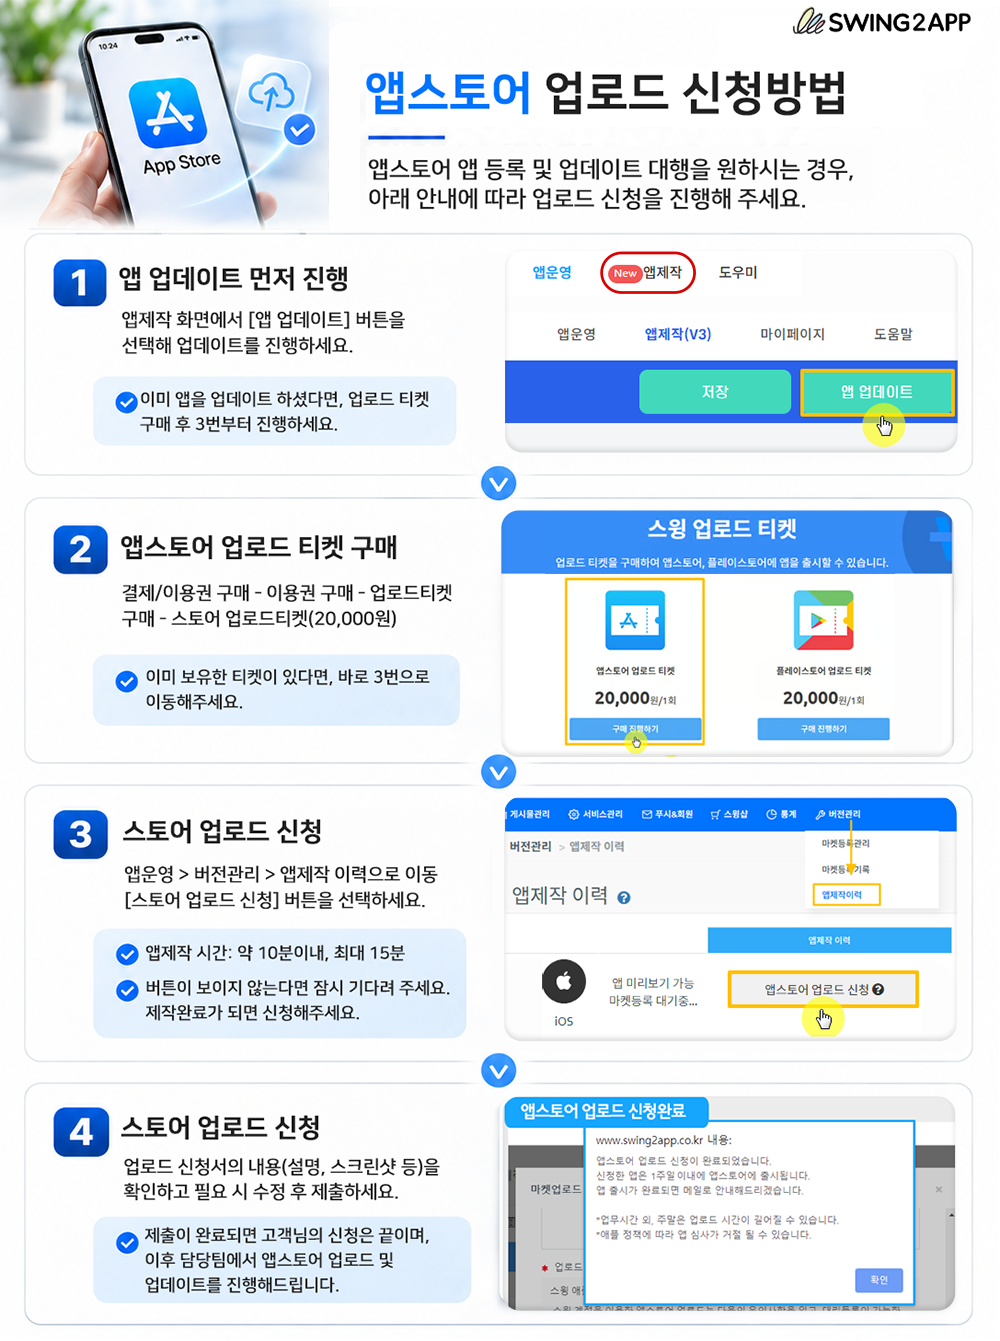 SWING2APP
10:24
App Store
앱스토어 업로드 신청방법
앱스토어 앱 등록 및 업데이트 대행을 원하시는 경우,
아래 안내에 따라 업로드 신청을 진행해 주세요.
1
앱 업데이트 먼저 진행
앱제작 화면에서 [앱 업데이트] 버튼을
선택해 업데이트를 진행하세요.
이미 앱을 업데이트 하셨다면, 업로드 티켓
구매 후 3번부터 진행하세요.
앱운영 New 앱제작 도우미
앱운영 앱제작(V3) 마이페이지 도움말
저장 앱 업데이트
2
앱스토어 업로드 티켓 구매
결제/이용권 구매 - 이용권 구매 - 업로드티켓
구매 - 스토어 업로드티켓(20,000원)
이미 보유한 티켓이 있다면, 바로 3번으로
이동해주세요.
스윙 업로드 티켓
업로드 티켓을 구매하여 앱스토어, 플레이스토어에 앱을 출시할 수 있습니다.
앱스토어 업로드 티켓 플레이스토어 업로드 티켓
20,000원/1회 20,000원/1회
구매 진행하기 구매 진행하기
3
스토어 업로드 신청
앱운영 > 버전관리 > 앱제작 이력으로 이동
[스토어 업로드 신청] 버튼을 선택하세요.
앱제작 시간: 약 10분이내, 최대 15분
버튼이 보이지 않는다면 잠시 기다려 주세요.
제작완료가 되면 신청해주세요.
게시물관리 서비스관리 푸시&회원 스윙샵 통계 버전관리
버전관리 > 앱제작 이력
마켓등록관리
마켓등록기록
앱제작이력
앱제작 이력 ?
앱제작 이력
앱 미리보기 가능
마켓등록 대기중...
앱스토어 업로드 신청 ?
iOS
4
스토어 업로드 신청
업로드 신청서의 내용(설명, 스크린샷 등)을
확인하고 필요 시 수정 후 제출하세요.
제출이 완료되면 고객님의 신청은 끝이며,
이후 담당팀에서 앱스토어 업로드 및
업데이트를 진행해드립니다.
앱스토어 업로드 신청완료
www.swing2app.co.kr 내용:
앱스토어 업로드 신청이 완료되었습니다.
신청한 앱은 1주일 이내에 앱스토어에 출시됩니다.
앱 출시가 완료되면 메일로 안내해드리겠습니다.
*업무시간 외, 주말은 업로드 시간이 길어질 수 있습니다.
*애플 정책에 따라 앱 심사가 거절 될 수 있습니다.
확인
마켓업로드 ×
* 업로드
스윙 애